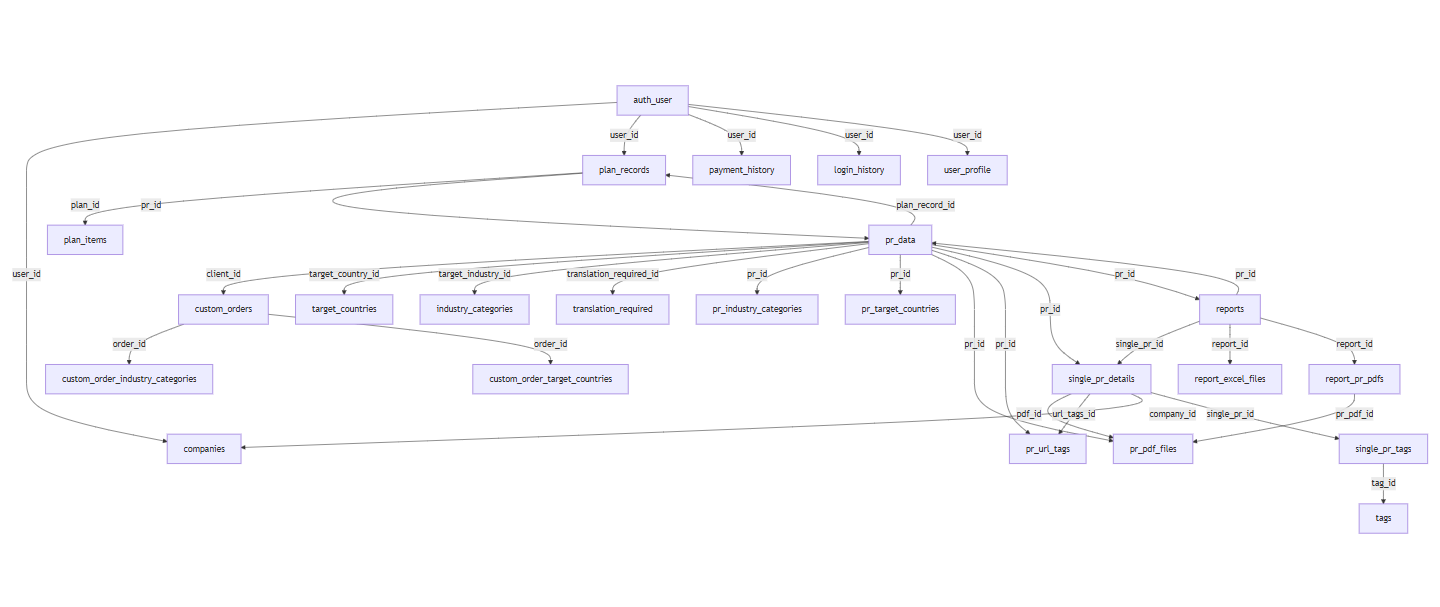 auth_user
user_id
user_id
user_id
user_id
plan_records
payment_history
login_history
user_profile
plan_id
pr_id
plan_record_id
plan_items
pr_data
user_id
client_id
target_country_id
target_industry_id
translation_required_id
pr_id
pr_id
pr_id
pr_id
custom_orders
target_countries
industry_categories
translation_required
pr_industry_categories
pr_target_countries
pr_id
reports
order_id
order_id
pr_id
pr_id
single_pr_id
report_id
report_id
custom_order_industry_categories
custom_order_target_countries
single_pr_details
report_excel_files
report_pr_pdfs
pdf_id
url_tags_id
company_id
single_pr_id
pr_pdf_id
companies
pr_url_tags
pr_pdf_files
single_pr_tags
tag_id
tags